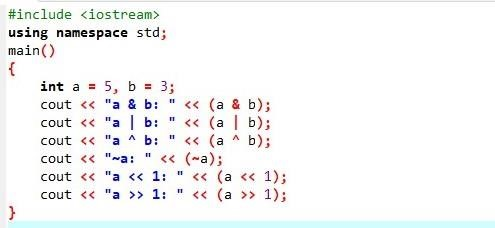 #include <iostream>
using namespace std;
main()
{
    int a = 5, b = 3;
    cout << "a & b: " << (a & b);
    cout << "a | b: " << (a | b);
    cout << "a ^ b: " << (a ^ b);
    cout << "~a: " << (~a);
    cout << "a << 1: " << (a << 1);
    cout << "a >> 1: " << (a >> 1);
}